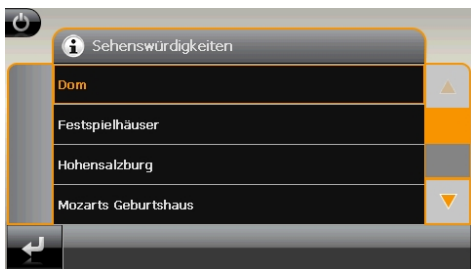 Sehenswürdigkeiten
Dom
Festspielhäuser
Hohensalzburg
Mozarts Geburtshaus